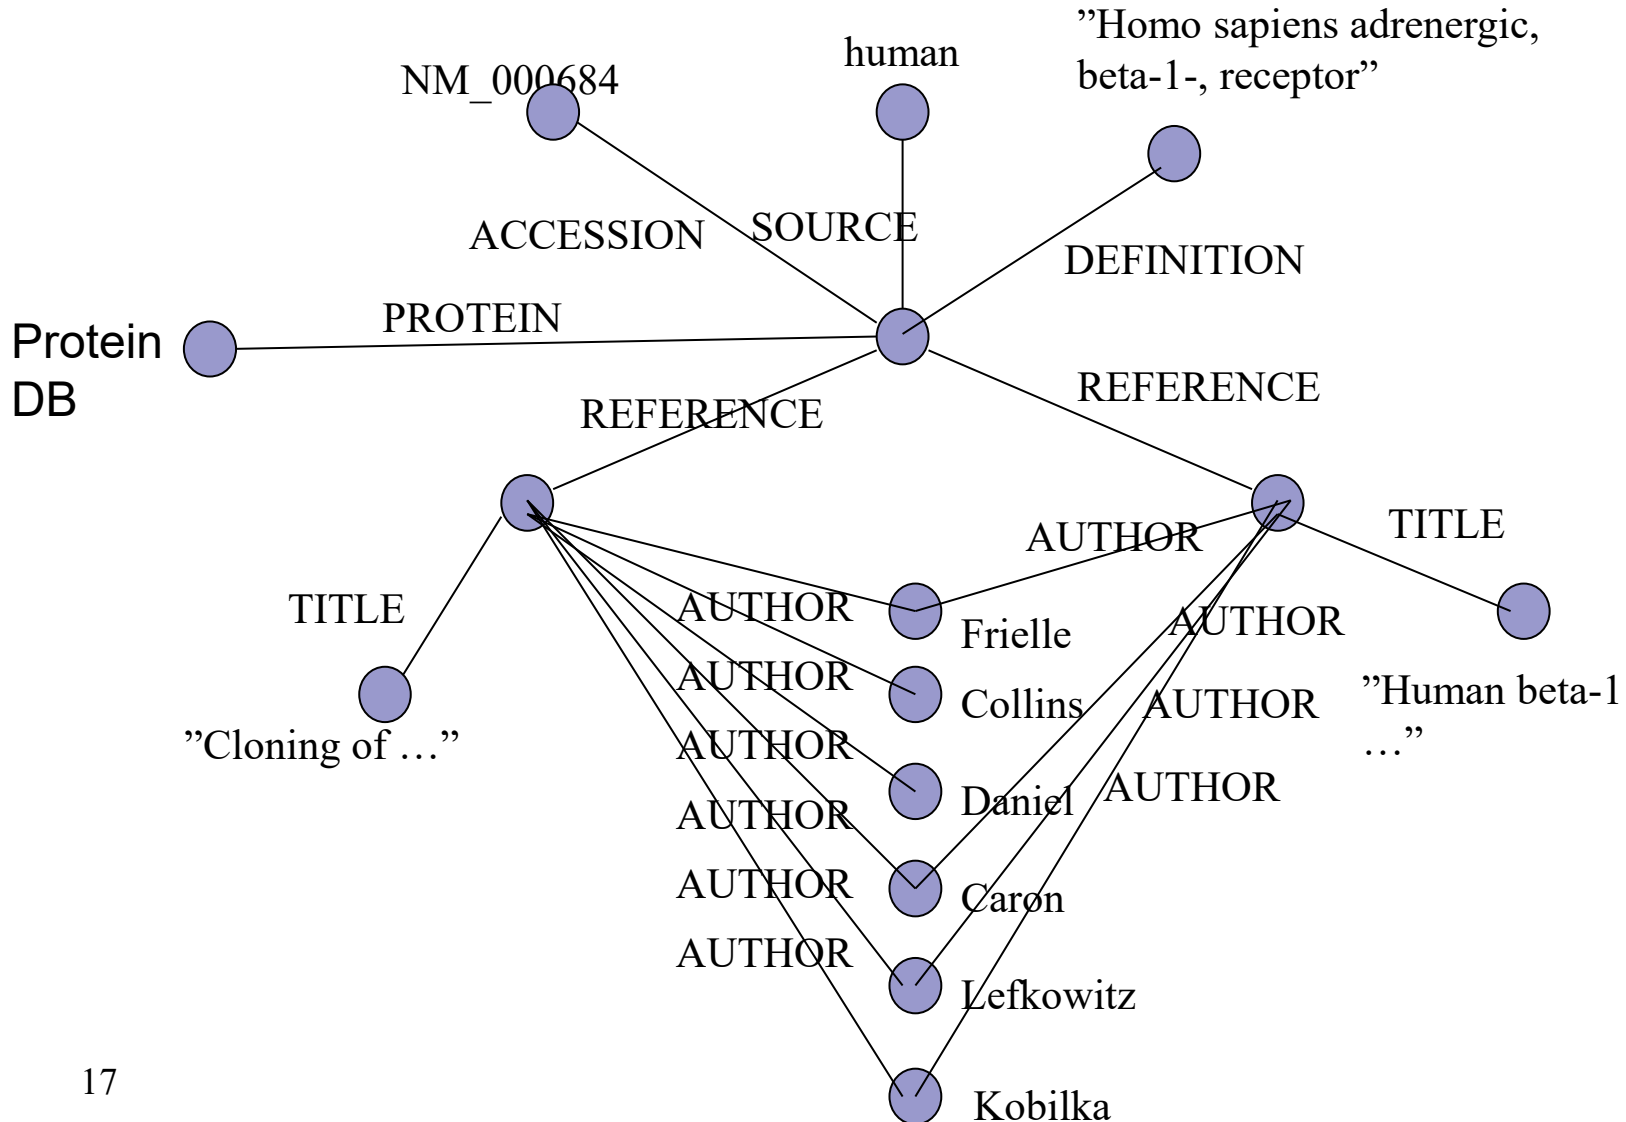 ”Homo sapiens adrenergic,
beta-1-, receptor”
human
NM_000684
ACCESSION
SOURCE
DEFINITION
PROTEIN
Protein
DB
REFERENCE
REFERENCE
AUTHOR
TITLE
TITLE
AUTHOR
Frielle
AUTHOR
AUTHOR
Collins
AUTHOR
”Human beta-1
…”
”Cloning of …”
AUTHOR
Daniel
AUTHOR
AUTHOR
AUTHOR
Caron
AUTHOR
Lefkowitz
17
Kobilka